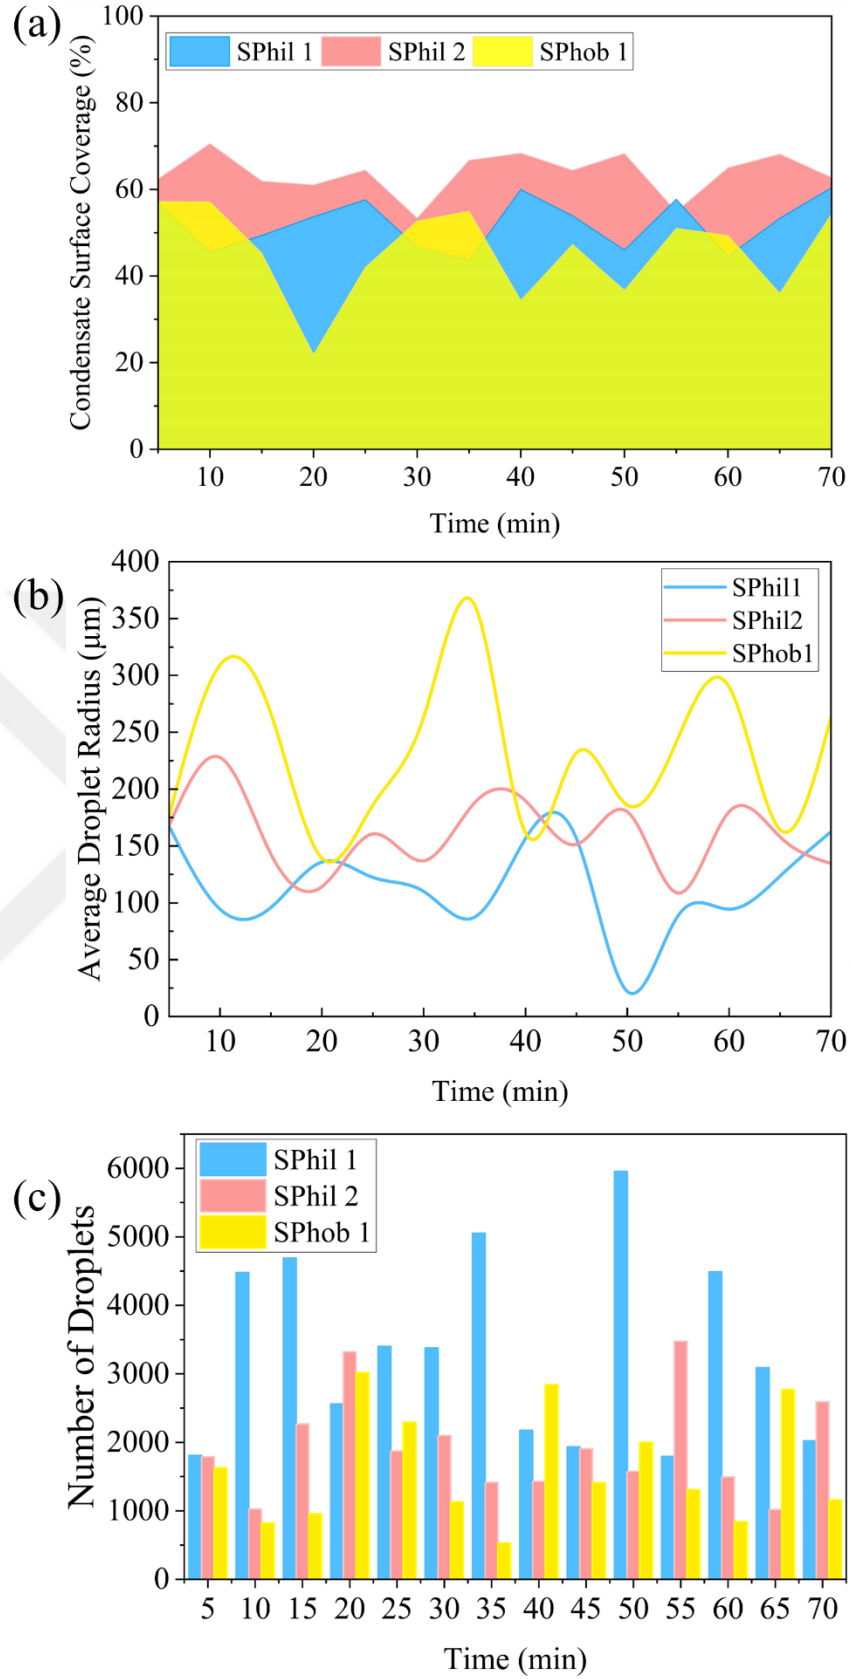 (a)
Condensate Surface Coverage (%)
100
80
60
40
20
0
SPhil 1 SPhil 2 SPhob 1
10 20 30 40 50 60 70
Time (min)
(b)
Average Droplet Radius (µm)
400
350
300
250
200
150
100
50
0
SPhil1
SPhil2
SPhob1
10 20 30 40 50 60 70
Time (min)
(c)
Number of Droplets
6000
5000
4000
3000
2000
1000
0
SPhil 1
SPhil 2
SPhob 1
5 10 15 20 25 30 35 40 45 50 55 60 65 70
Time (min)